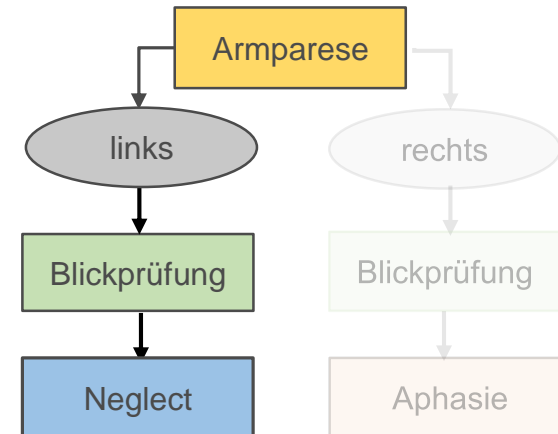 Armparese
links
rechts
Blickprüfung
Blickprüfung
Neglect
Aphasie